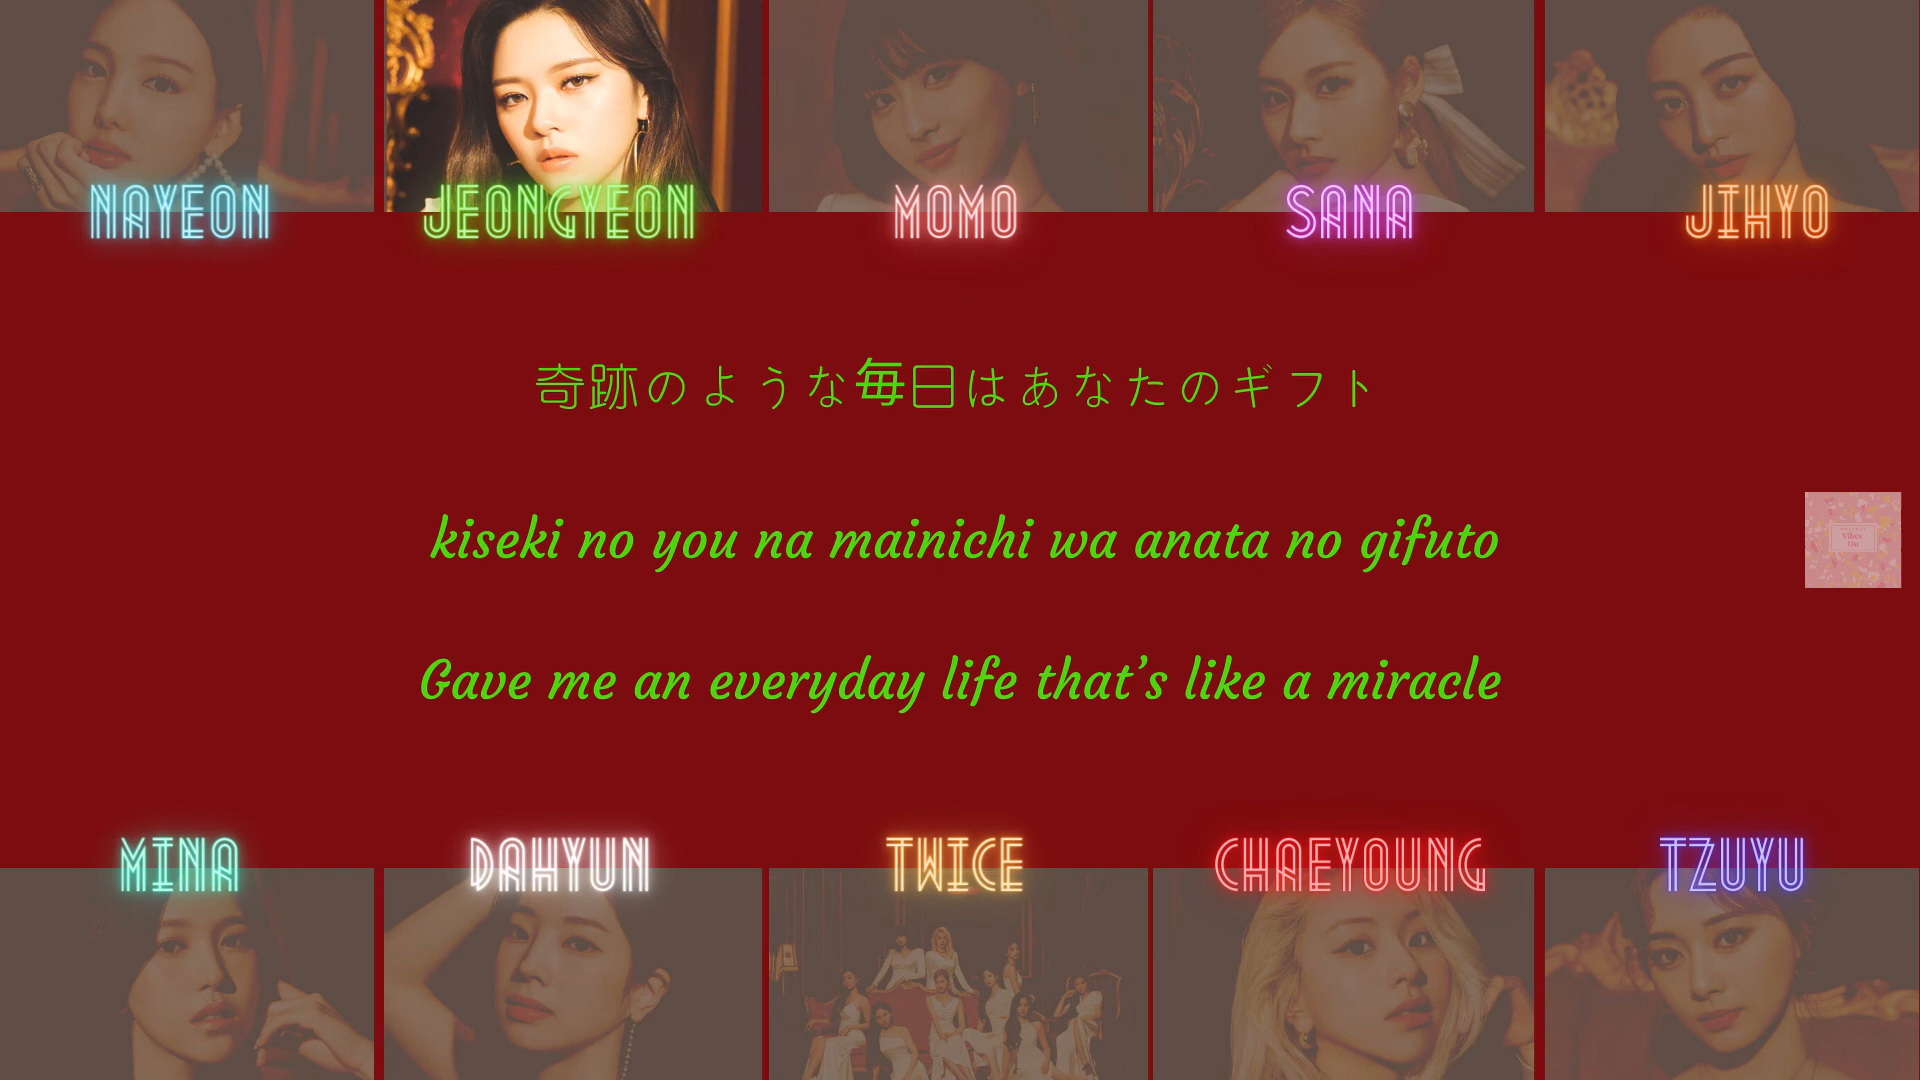 NAYEON
JEONGYEON
MOMO
SANA
JIHYO
奇跡のような毎日はあなたのギフト
kiseki no you na mainichi wa anata no gifuto
Vibes
On
Gave me an everyday life that’s like a miracle
MINA
DAHYUN
TWICE
CHAEYOUNG
TZUYU